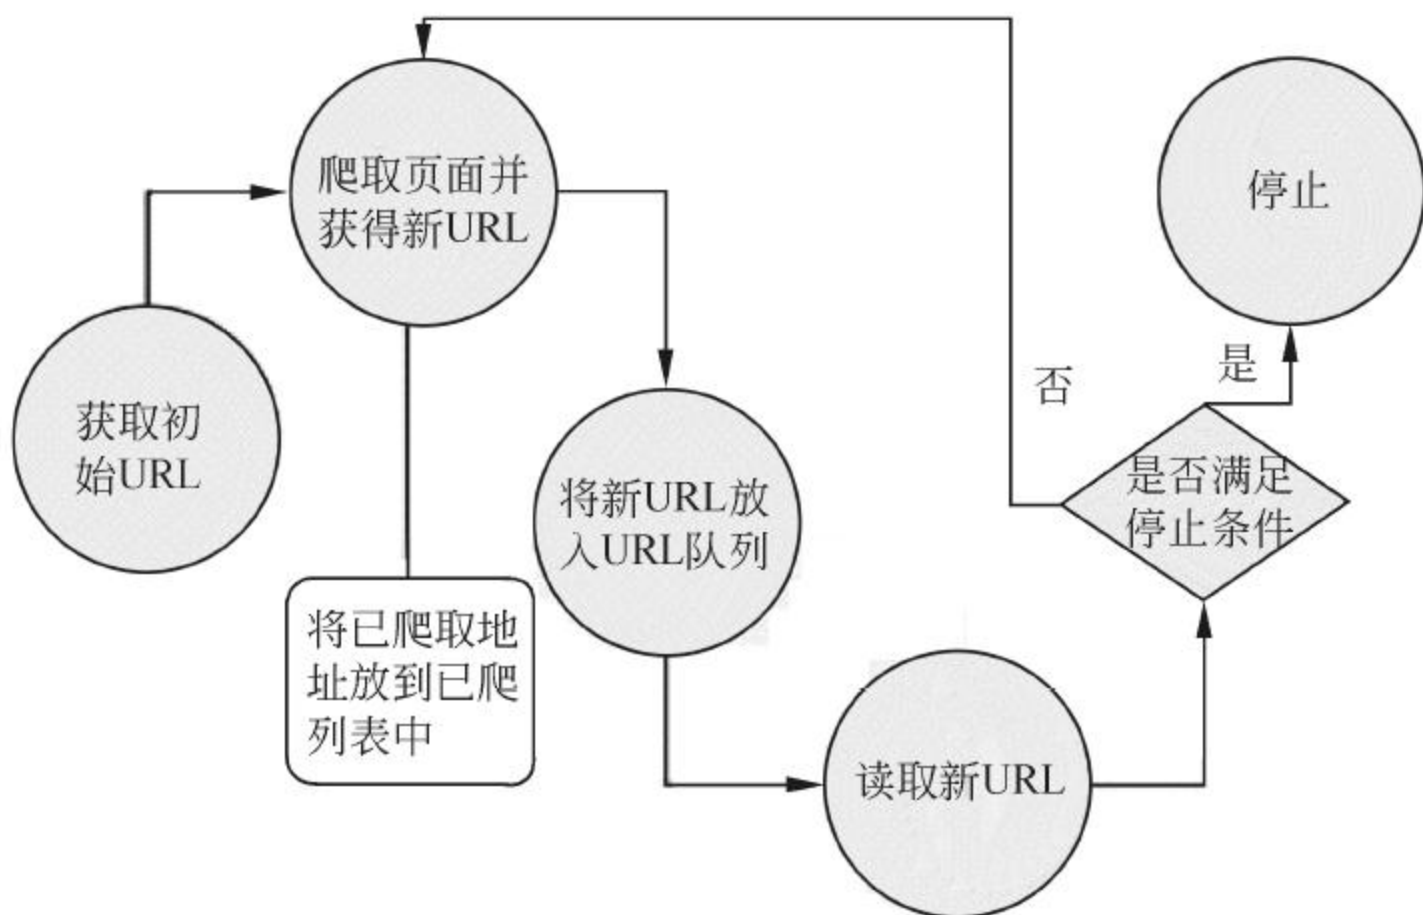 爬取页面并
获得新URL
停止
获取初
始URL
否
是
是否满足
停止条件
将新URL放
入URL队列
将已爬取地
址放到已爬
列表中
读取新URL